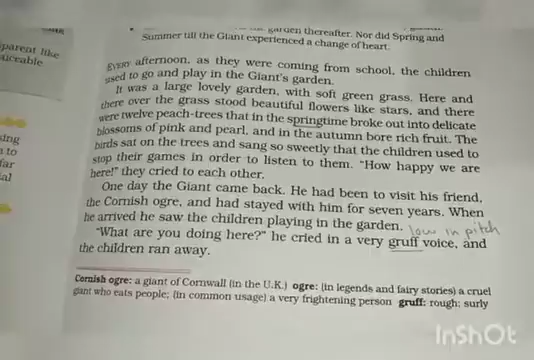 garden thereafter. Nor did Spring and
Summer till the Giant experienced a change of heart.
parent like
uceable
EVERY afternoon, as they were coming from school, the children
used to go and play in the Giant's garden.
It was a large lovely garden, with soft green grass. Here and
there over the grass stood beautiful flowers like stars, and there
were twelve peach-trees that in the springtime broke out into delicate
blossoms of pink and pearl, and in the autumn bore rich fruit. The
birds sat on the trees and sang so sweetly that the children used to
stop their games in order to listen to them. "How happy we are
here!" they cried to each other.
One day the Giant came back. He had been to visit his friend,
the Cornish ogre, and had stayed with him for seven years. When
he arrived he saw the children playing in the garden.
low in pitch
"What are you doing here?" he cried in a very gruff voice, and
the children ran away.
sing
to
far
al
Cornish ogre: a giant of Cornwall (in the U.K.) ogre: (in legends and fairy stories) a cruel
giant who eats people; (in common usage) a very frightening person gruff: rough; surly
InShOt